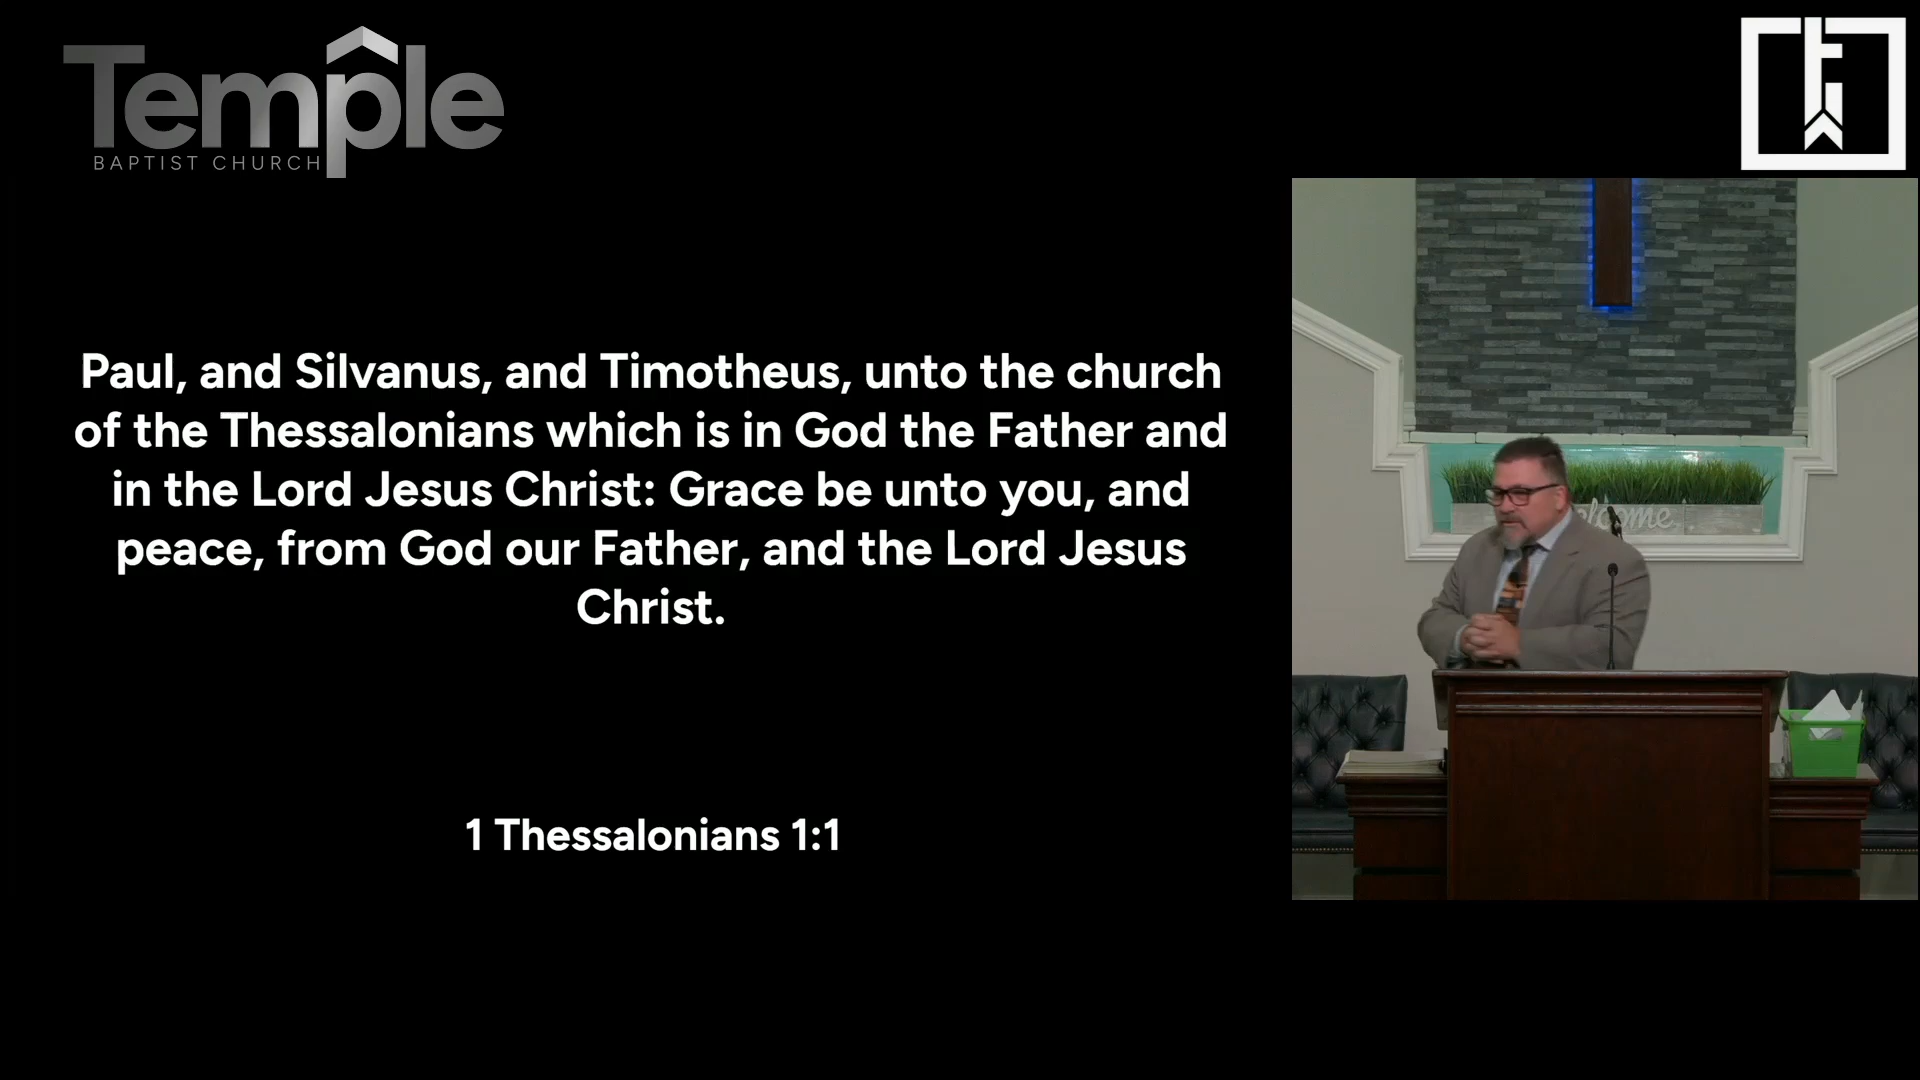 Temple
BAPTIST CHURCH
Paul, and Silvanus, and Timotheus, unto the church
of the Thessalonians which is in God the Father and
in the Lord Jesus Christ: Grace be unto you, and
peace, from God our Father, and the Lord Jesus
Christ.
1 Thessalonians 1:1